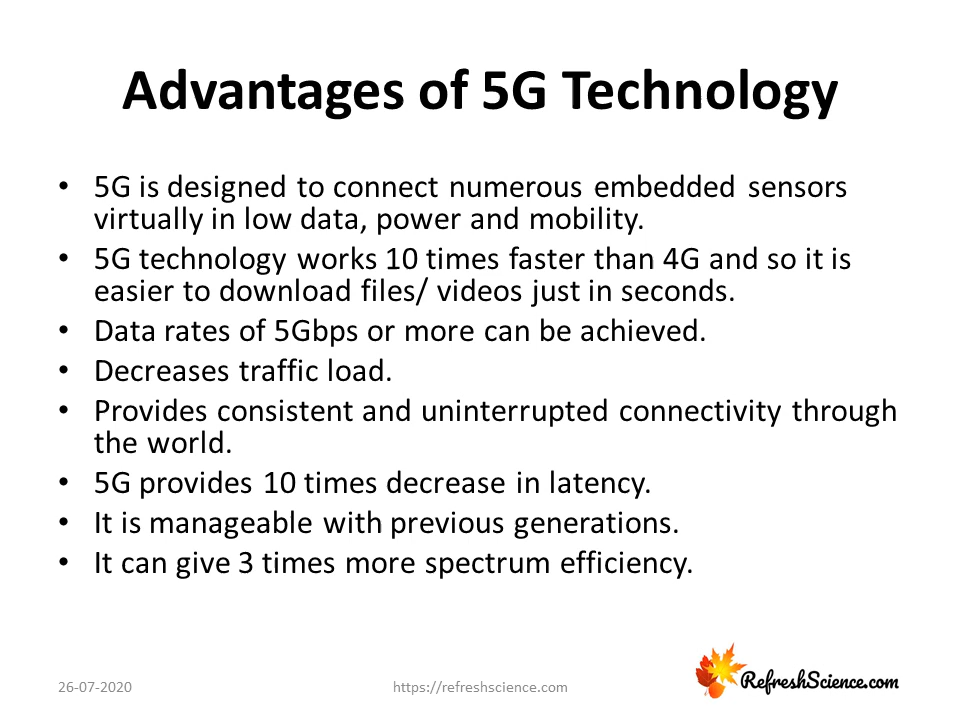 Advantages of 5G Technology
• 5G is designed to connect numerous embedded sensors
virtually in low data, power and mobility.
• 5G technology works 10 times faster than 4G and so it is
easier to download files/ videos just in seconds.
• Data rates of 5Gbps or more can be achieved.
• Decreases traffic load.
• Provides consistent and uninterrupted connectivity through
the world.
• 5G provides 10 times decrease in latency.
• It is manageable with previous generations.
• It can give 3 times more spectrum efficiency.
26-07-2020
https://refreshscience.com
RefreshScience.com